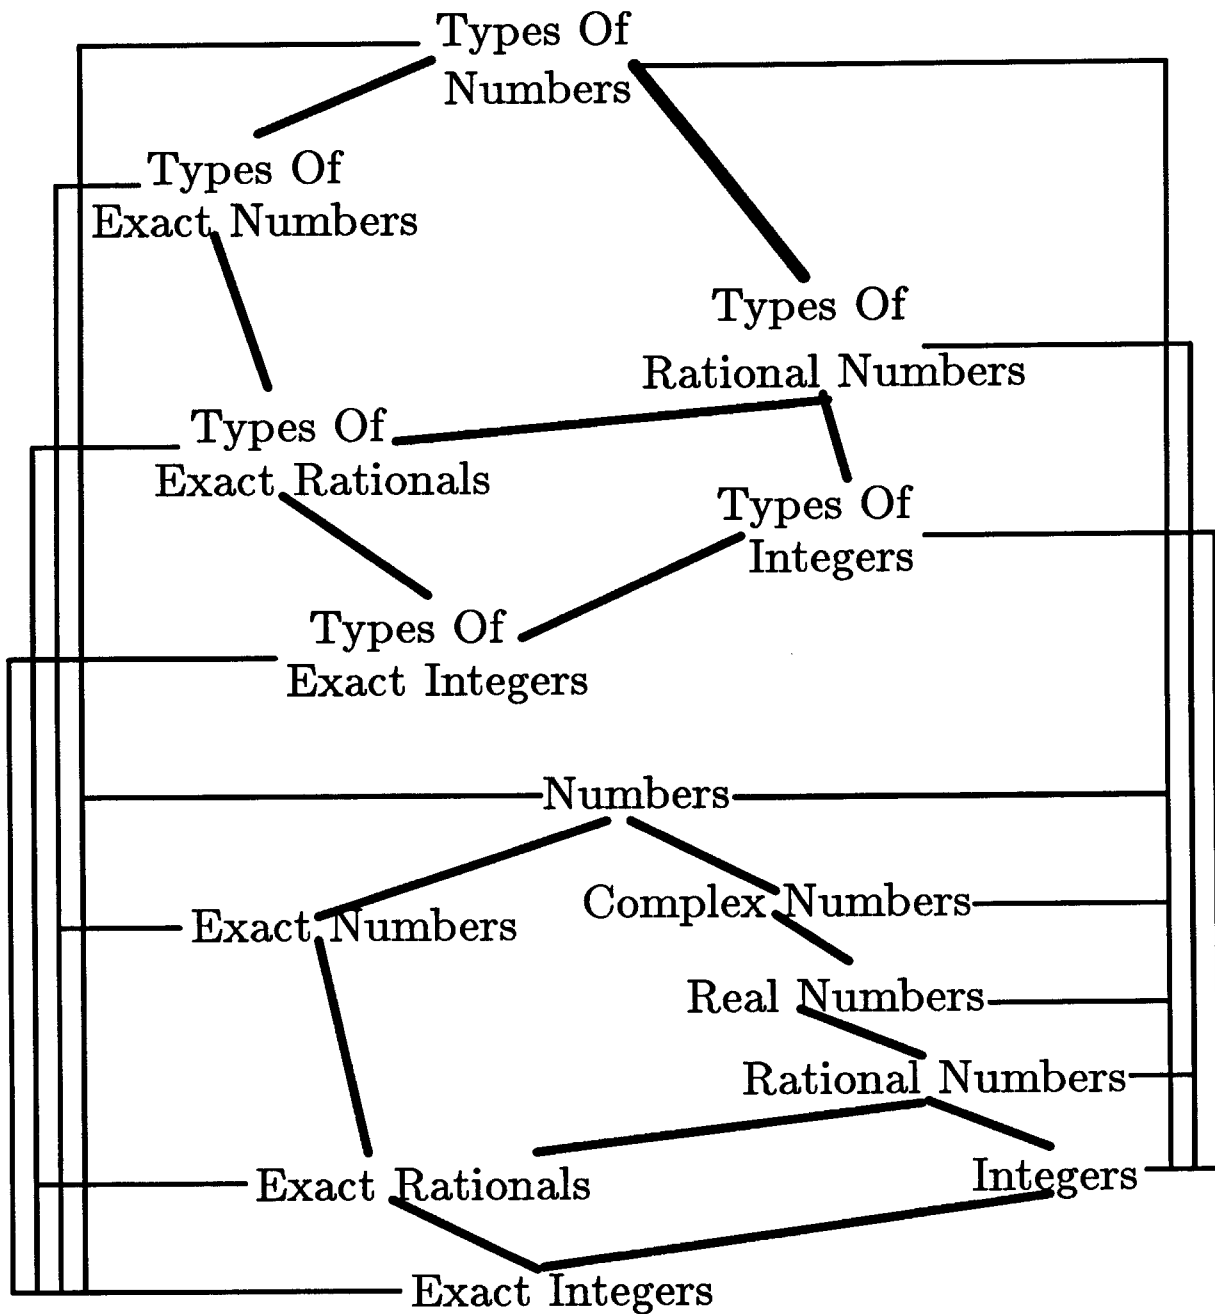 Types Of
Numbers
Types Of
Exact Numbers
Types Of
Rational Numbers
Types Of
Exact Rationals
Types Of
Integers
Types Of
Exact Integers
Numbers
Complex Numbers
Exact Numbers
Real Numbers
Rational Numbers
Exact Rationals
Integers
Exact Integers